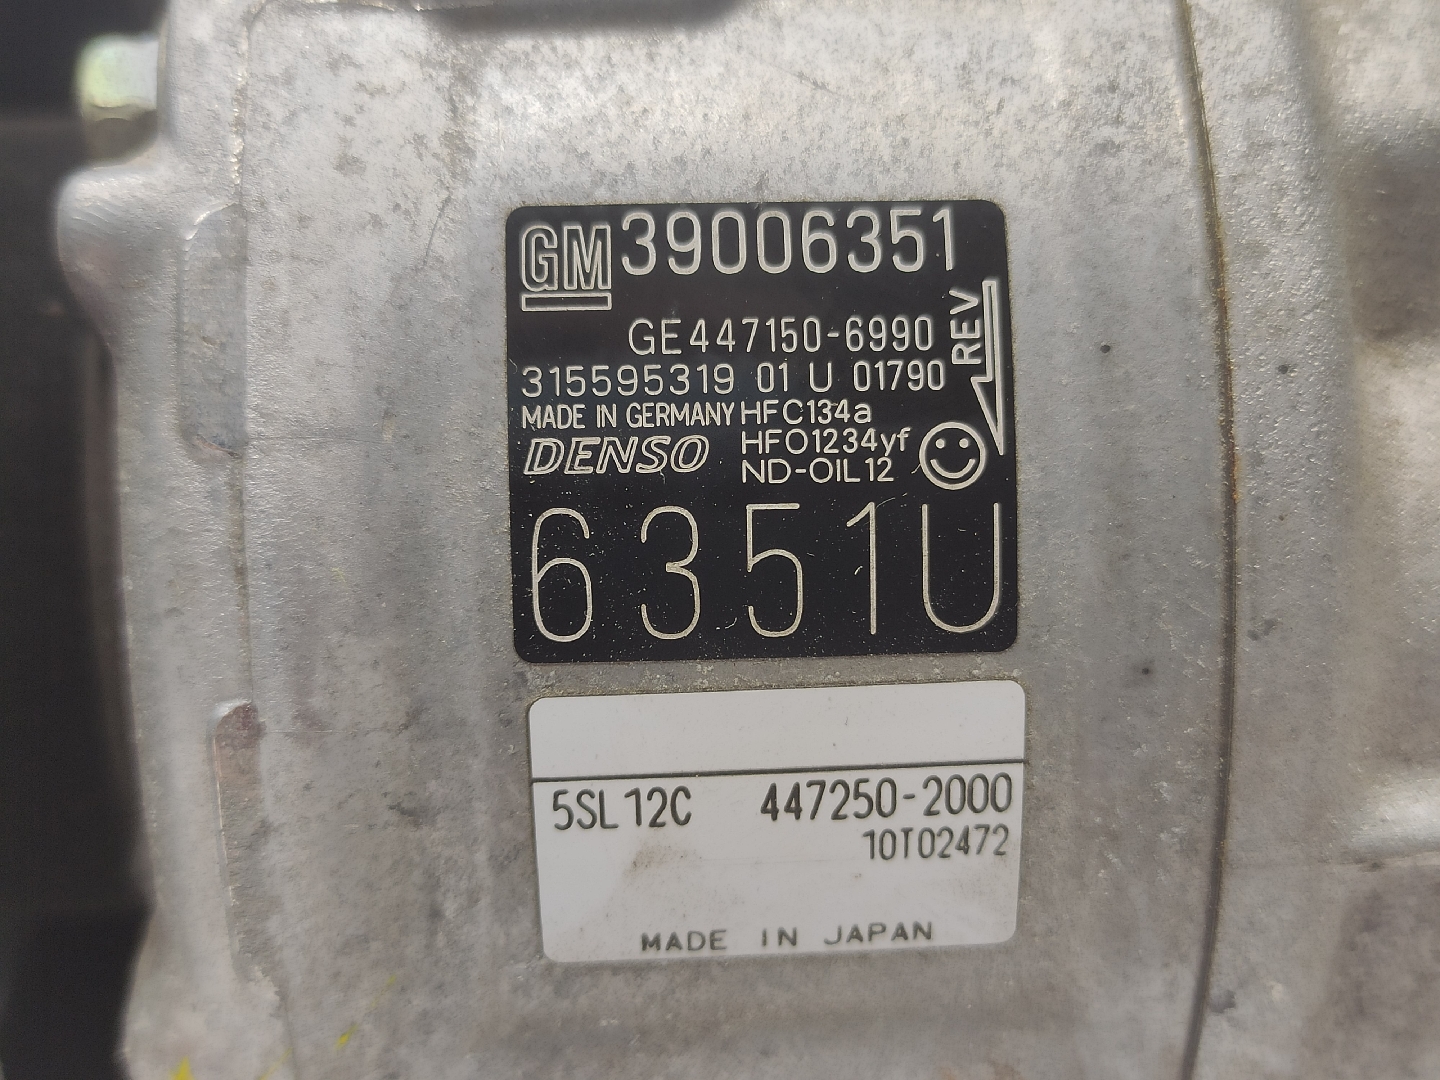 GM 39006351
GE447150-6990
REV
315595319 01 U 01790
MADE IN GERMANY HFC134a
DENSO HFO1234yf
ND-OIL12
6351U
5SL12C 447250-2000
10T02472
MADE IN JAPAN